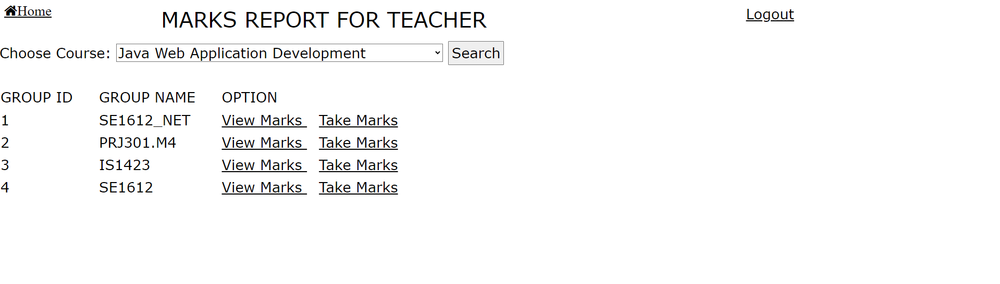 Home MARKS REPORT FOR TEACHER Logout
Choose Course: Java Web Application Development Search
GROUP ID GROUP NAME OPTION
1 SE1612_NET View Marks Take Marks
2 PRJ301.M4 View Marks Take Marks
3 IS1423 View Marks Take Marks
4 SE1612 View Marks Take Marks